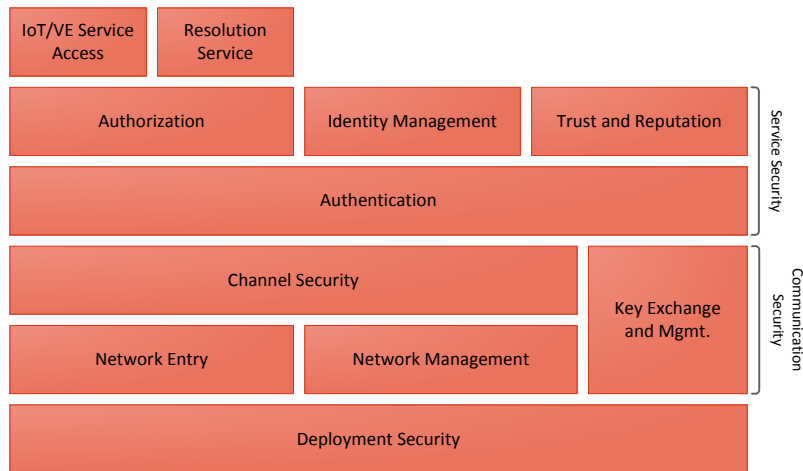 IoT/VE Service
Access
Resolution
Service
Authorization
Identity Management
Trust and Reputation
Service Security
Authentication
Channel Security
Key Exchange
and Mgmt.
Communication
Security
Network Entry
Network Management
Deployment Security